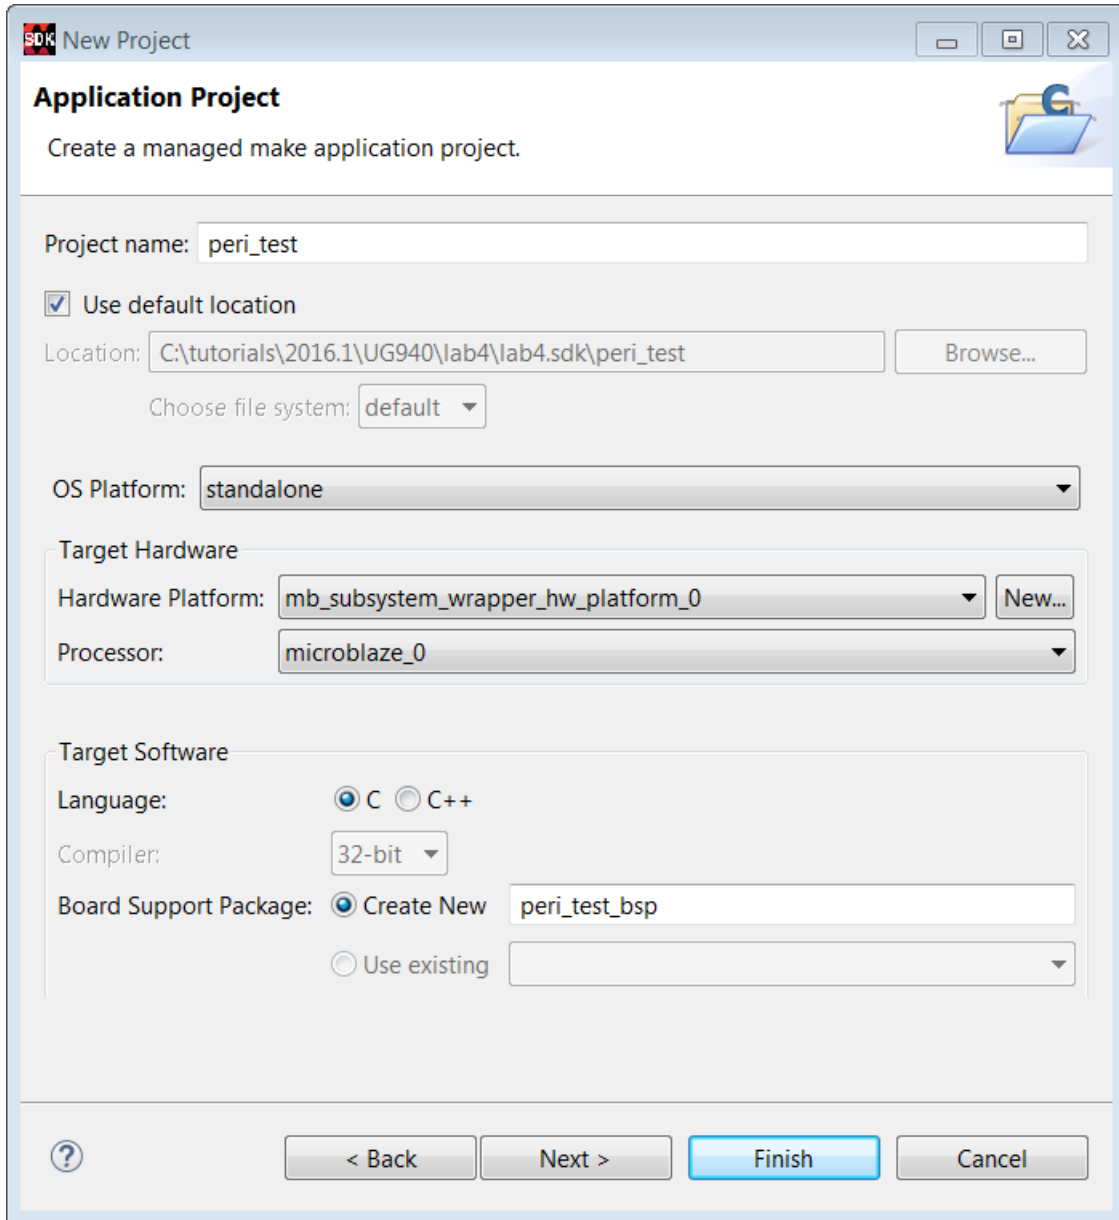 SDK New Project
Application Project
Create a managed make application project.
Project name: peri_test
Use default location
Location: C:\tutorials\2016.1\UG940\lab4\lab4.sdk\peri_test Browse...
Choose file system: default
OS Platform: standalone
Target Hardware
Hardware Platform: mb_subsystem_wrapper_hw_platform_0 New...
Processor: microblaze_0
Target Software
Language: C C++
Compiler: 32-bit
Board Support Package: Create New peri_test_bsp
Use existing
? < Back Next > Finish Cancel